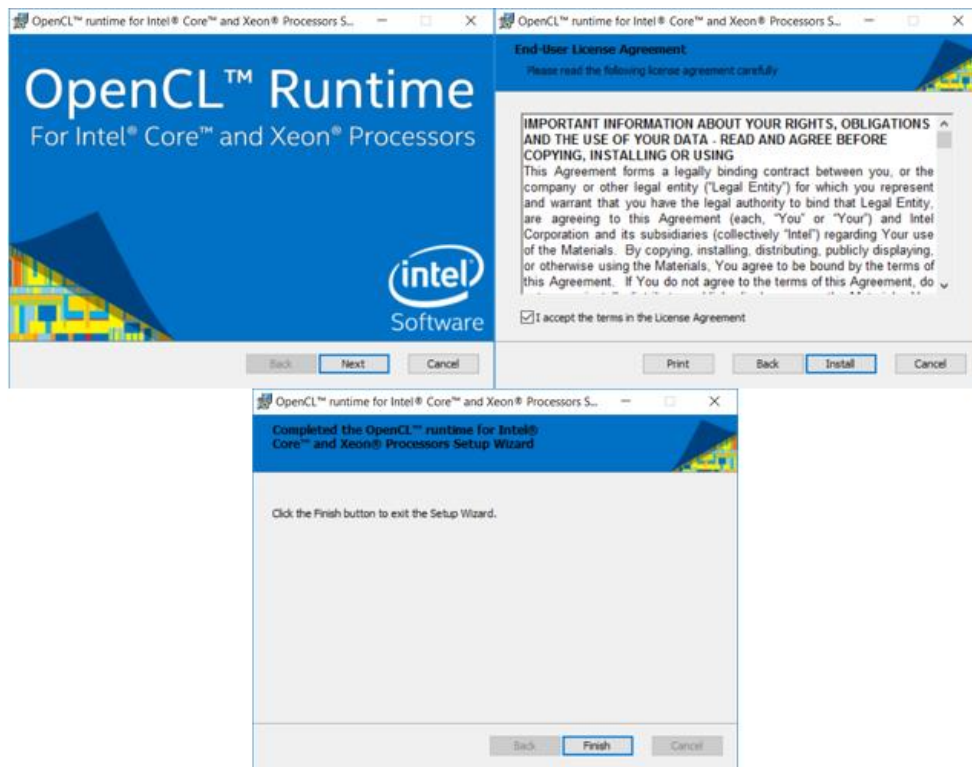 OpenCL™ runtime for Intel® Core™ and Xeon® Processors S...
OpenCL™ Runtime
For Intel® Core™ and Xeon® Processors
intel
Software
Back
Next
Cancel
OpenCL™ runtime for Intel® Core™ and Xeon® Processors S...
End-User License Agreement
Please read the following license agreement carefully
IMPORTANT INFORMATION ABOUT YOUR RIGHTS, OBLIGATIONS
AND THE USE OF YOUR DATA - READ AND AGREE BEFORE
COPYING, INSTALLING OR USING
This Agreement forms a legally binding contract between you, or the
company or other legal entity ("Legal Entity") for which you represent
and warrant that you have the legal authority to bind that Legal Entity,
are agreeing to this Agreement (each, "You" or "Your") and Intel
Corporation and its subsidiaries (collectively "Intel") regarding Your use
of the Materials. By copying, installing, distributing, publicly displaying,
or otherwise using the Materials, You agree to be bound by the terms of
this Agreement. If You do not agree to the terms of this Agreement, do
I accept the terms in the License Agreement
Print
Back
Install
Cancel
OpenCL™ runtime for Intel® Core™ and Xeon® Processors S...
Completed the OpenCL™ runtime for Intel®
Core™ and Xeon® Processors Setup Wizard
Click the Finish button to exit the Setup Wizard.
Back
Finish
Cancel